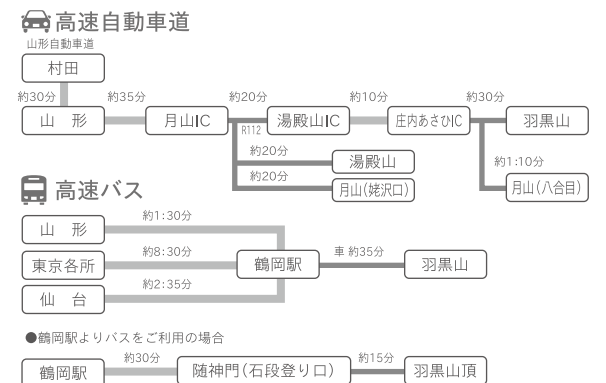 高速自動車道
山形自動車道
村田
約30分 約35分 約20分 約10分 約30分
山 形 月山IC R112 湯殿山IC 庄内あさひIC 羽黒山
約20分 約1:10分
湯殿山
約20分
月山(姥沢口) 月山(八合目)
高速バス
約1:30分
山 形
約8:30分 車 約35分
東京各所 鶴岡駅 羽黒山
約2:35分
仙 台
●鶴岡駅よりバスをご利用の場合
約30分 約15分
鶴岡駅 随神門(石段登り口) 羽黒山頂